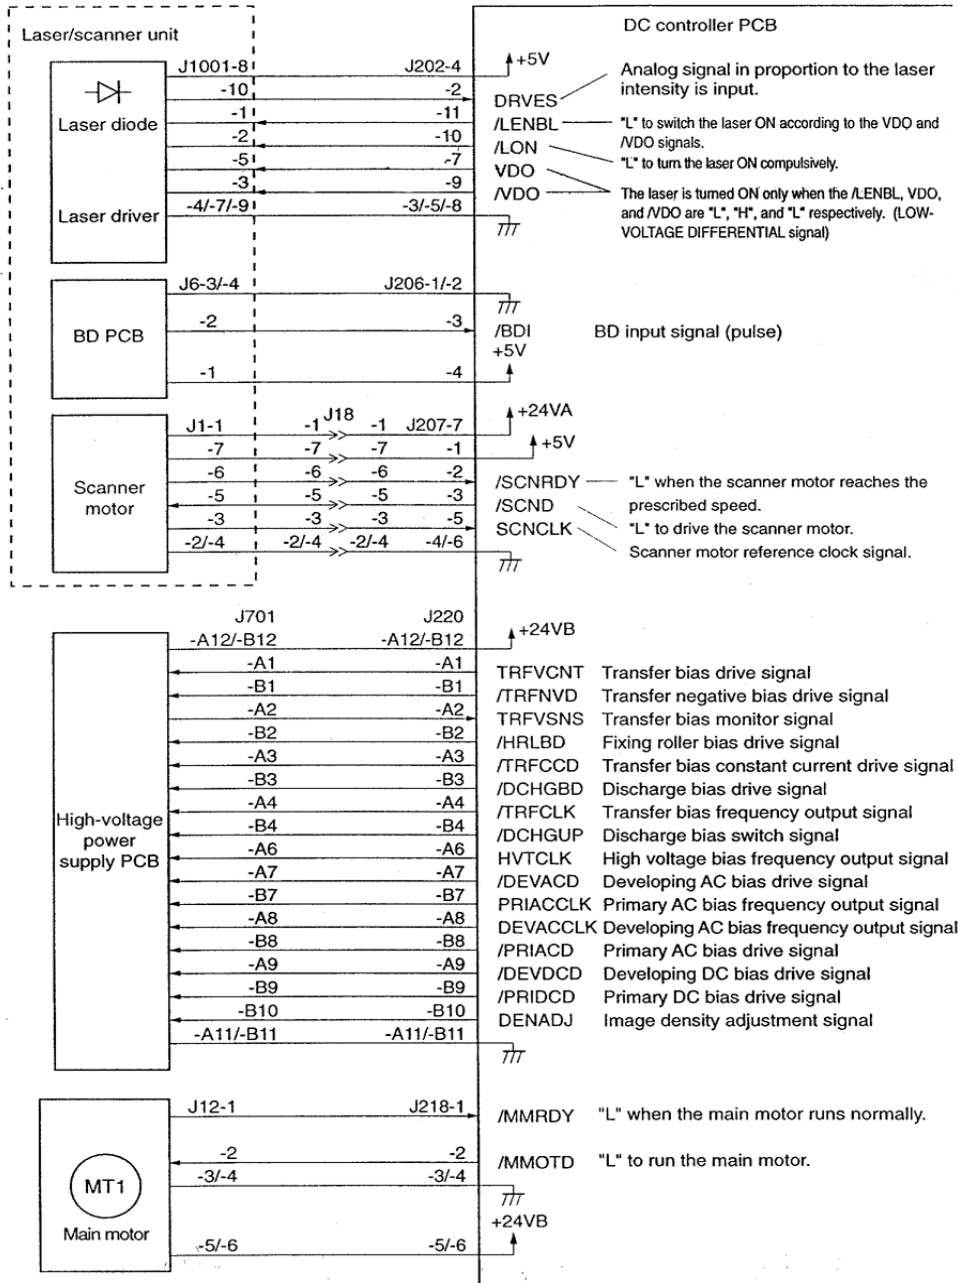 DC controller PCB
Laser/scanner unit
J1001-8 J202-4 +5V
-10 -2 DRVES
Analog signal in proportion to the laser
intensity is input.
Laser diode
-1 -11 /LENBL
"L" to switch the laser ON according to the VDO and
/VDO signals.
-2 -10 /LON
"L" to turn the laser ON compulsively.
-5 -7 VDO
-3 -9 /VDO
The laser is turned ON only when the /LENBL, VDO,
and /VDO are "L", "H", and "L" respectively. (LOW-
VOLTAGE DIFFERENTIAL signal)
Laser driver
-4/-7/-9 -3/-5/-8
BD PCB
J6-3/-4 J206-1/-2
-2 -3 /BDI BD input signal (pulse)
+5V
-1 -4
Scanner
motor
J18
J1-1 -1 -1 J207-7 +24VA
-7 -7 -7 -1 +5V
-6 -6 -6 -2 /SCNRDY "L" when the scanner motor reaches the
prescribed speed.
-5 -5 -5 -3 /SCND "L" to drive the scanner motor.
-3 -3 -3 -5 SCNCLK Scanner motor reference clock signal.
-2/-4 -2/-4 -2/-4 -4/-6
High-voltage
power
supply PCB
J701 J220
-A12/-B12 -A12/-B12 +24VB
-A1 -A1 TRFVCNT Transfer bias drive signal
-B1 -B1 /TRFNVD Transfer negative bias drive signal
-A2 -A2 TRFVSNS Transfer bias monitor signal
-B2 -B2 /HRLBD Fixing roller bias drive signal
-A3 -A3 /TRFCCD Transfer bias constant current drive signal
-B3 -B3 /DCHGBD Discharge bias drive signal
-A4 -A4 /TRFCLK Transfer bias frequency output signal
-B4 -B4 /DCHGUP Discharge bias switch signal
-A6 -A6 HVTCLK High voltage bias frequency output signal
-A7 -A7 /DEVACD Developing AC bias drive signal
-B7 -B7 PRIACCLK Primary AC bias frequency output signal
-A8 -A8 DEVACCLK Developing AC bias frequency output signal
-B8 -B8 /PRIACD Primary AC bias drive signal
-A9 -A9 /DEVDCD Developing DC bias drive signal
-B9 -B9 /PRIDCD Primary DC bias drive signal
-B10 -B10 DENADJ Image density adjustment signal
-A11/-B11 -A11/-B11
MT1
Main motor
J12-1 J218-1 /MMRDY "L" when the main motor runs normally.
-2 -2 /MMOTD "L" to run the main motor.
-3/-4 -3/-4
+24VB
-5/-6 -5/-6